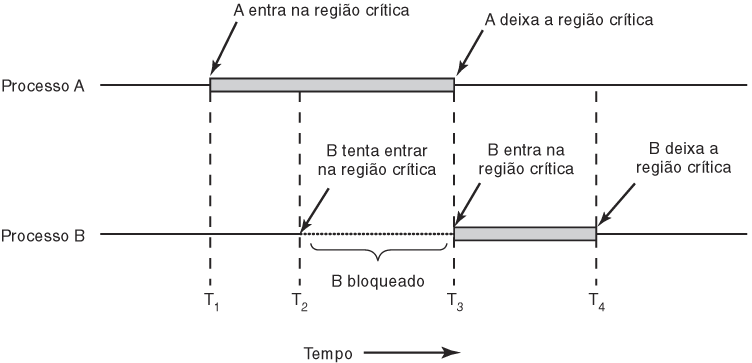 A entra na região crítica
A deixa a região crítica
Processo A
B tenta entrar
na região crítica
B entra na
região crítica
B deixa a
região crítica
Processo B
B bloqueado
T1
T2
T3
T4
Tempo